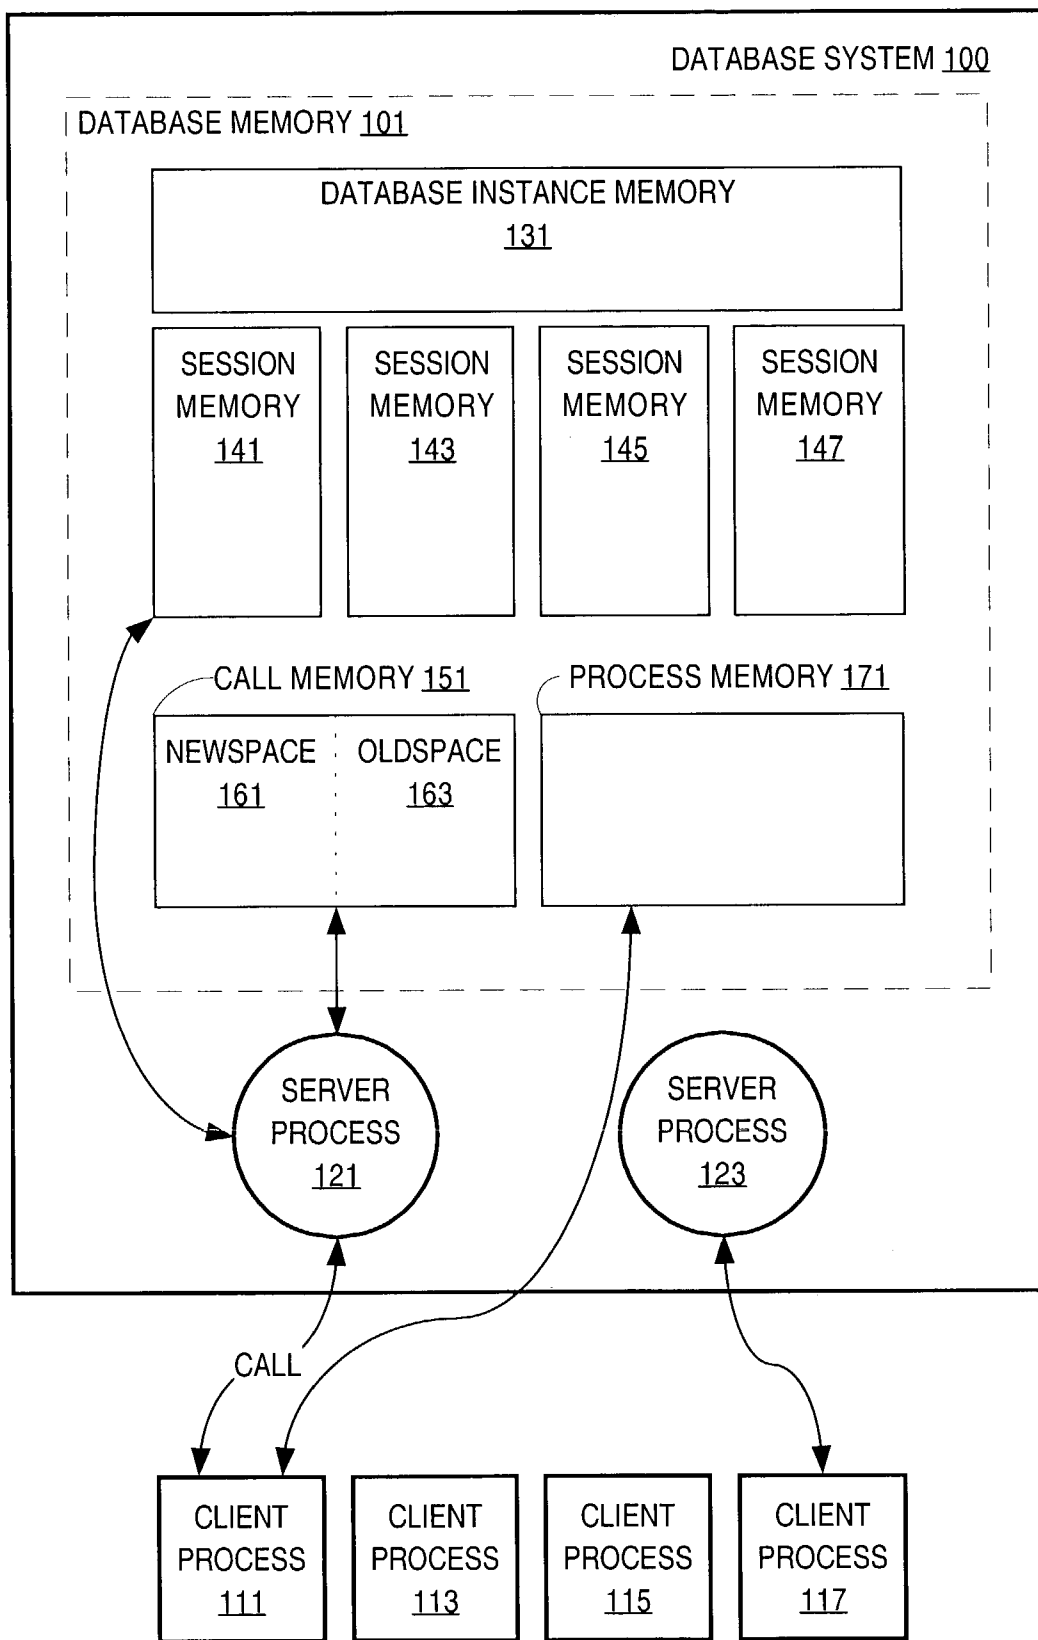 DATABASE SYSTEM 100
DATABASE MEMORY 101
DATABASE INSTANCE MEMORY
131
SESSION
MEMORY
141
SESSION
MEMORY
143
SESSION
MEMORY
145
SESSION
MEMORY
147
CALL MEMORY 151
PROCESS MEMORY 171
NEWSPACE
161
OLDSPACE
163
SERVER
PROCESS
121
SERVER
PROCESS
123
CALL
CLIENT
PROCESS
111
CLIENT
PROCESS
113
CLIENT
PROCESS
115
CLIENT
PROCESS
117